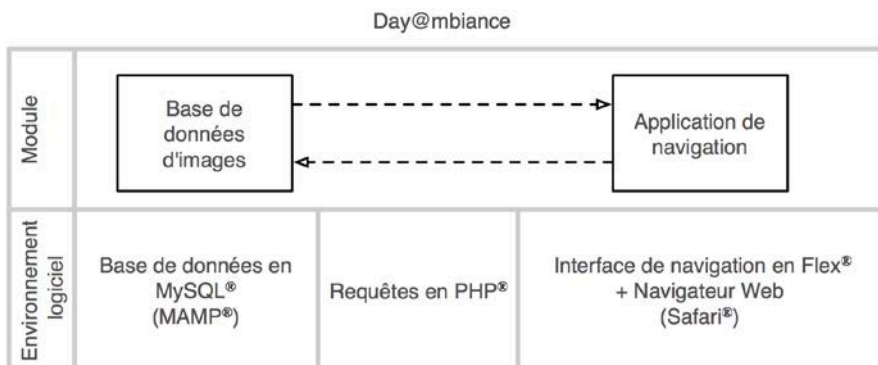 Day@mbiance
Module
Base de
données
d'images
Application de
navigation
Environnement
logiciel
Base de données en
MySQL®
(MAMP®)
Requêtes en PHP®
Interface de navigation en Flex®
+ Navigateur Web
(Safari®)